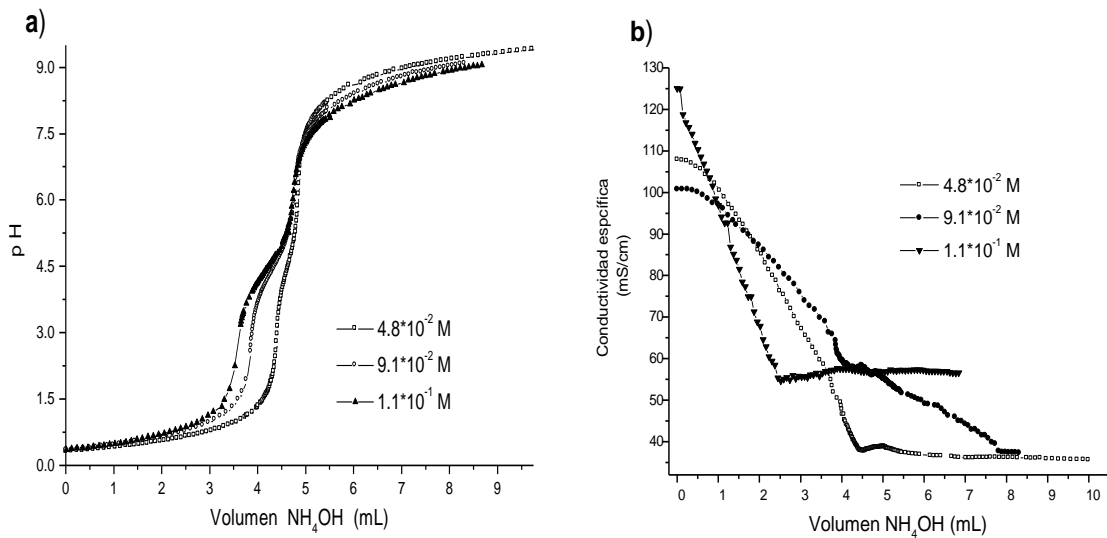 a)
9.0
7.5
6.0
4.5
3.0
1.5
0.0
pH
4.8*10⁻² M
9.1*10⁻² M
1.1*10⁻¹ M
0 1 2 3 4 5 6 7 8 9
Volumen NH₄OH (mL)
b)
130
120
110
100
90
80
70
60
50
40
Conductividad espcífica
(mS/cm)
4.8*10⁻² M
9.1*10⁻² M
1.1*10⁻¹ M
0 1 2 3 4 5 6 7 8 9 10
Volumen NH₄OH (mL)